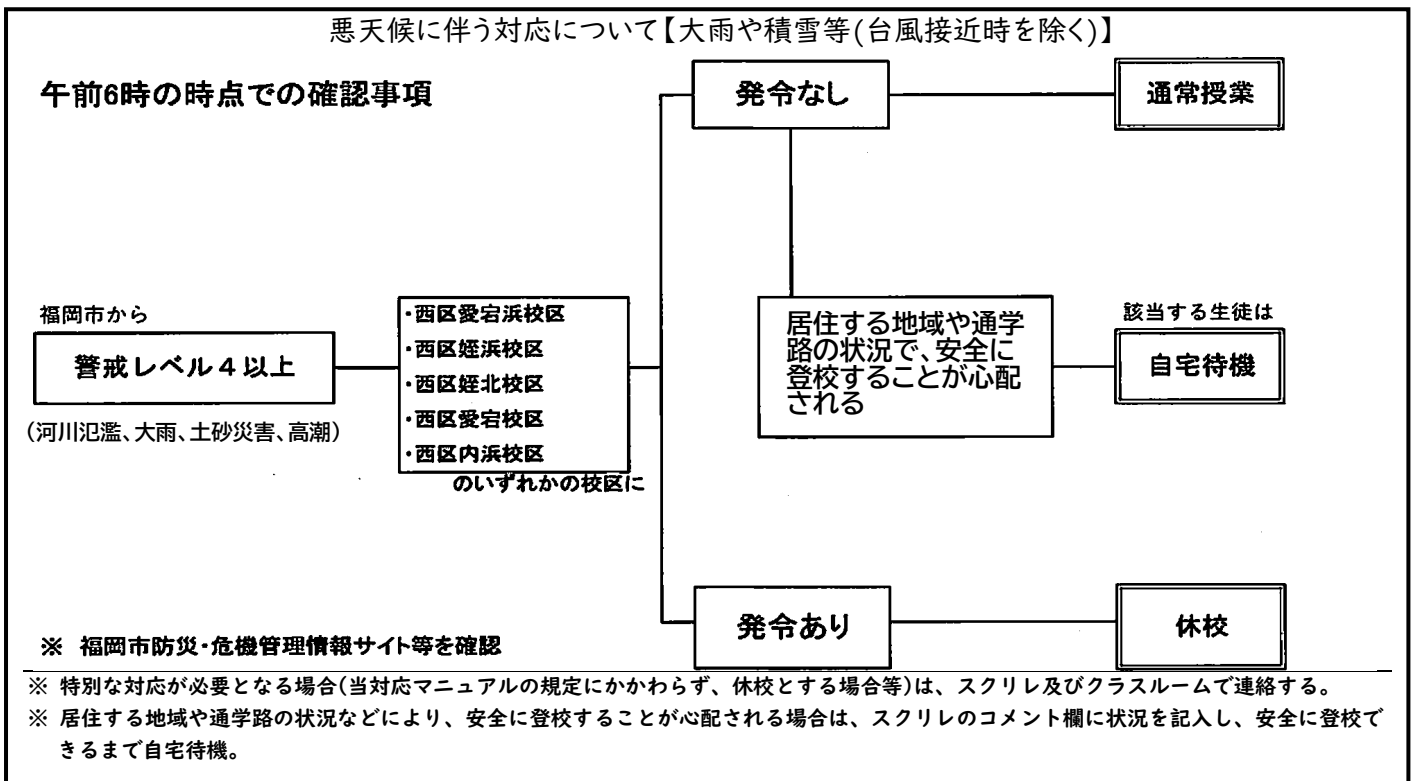 悪天候に伴う対応について【大雨や積雪等(台風接近時を除く)】
午前6時の時点での確認事項
発令なし
通常授業
福岡市から
警戒レベル4以上
(河川氾濫、大雨、土砂災害、高潮)
・西区愛宕浜校区
・西区姪浜校区
・西区姪北校区
・西区愛宕校区
・西区内浜校区
のいずれかの校区に
居住する地域や通学
路の状況で、安全に
登校することが心配
される
該当する生徒は
自宅待機
発令あり
休校
※ 福岡市防災・危機管理情報サイト等を確認
※ 特別な対応が必要となる場合(当対応マニュアルの規定にかかわらず、休校とする場合等)は、スクリレ及びクラスルームで連絡する。
※ 居住する地域や通学路の状況などにより、安全に登校することが心配される場合は、スクリレのコメント欄に状況を記入し、安全に登校で
きるまで自宅待機。